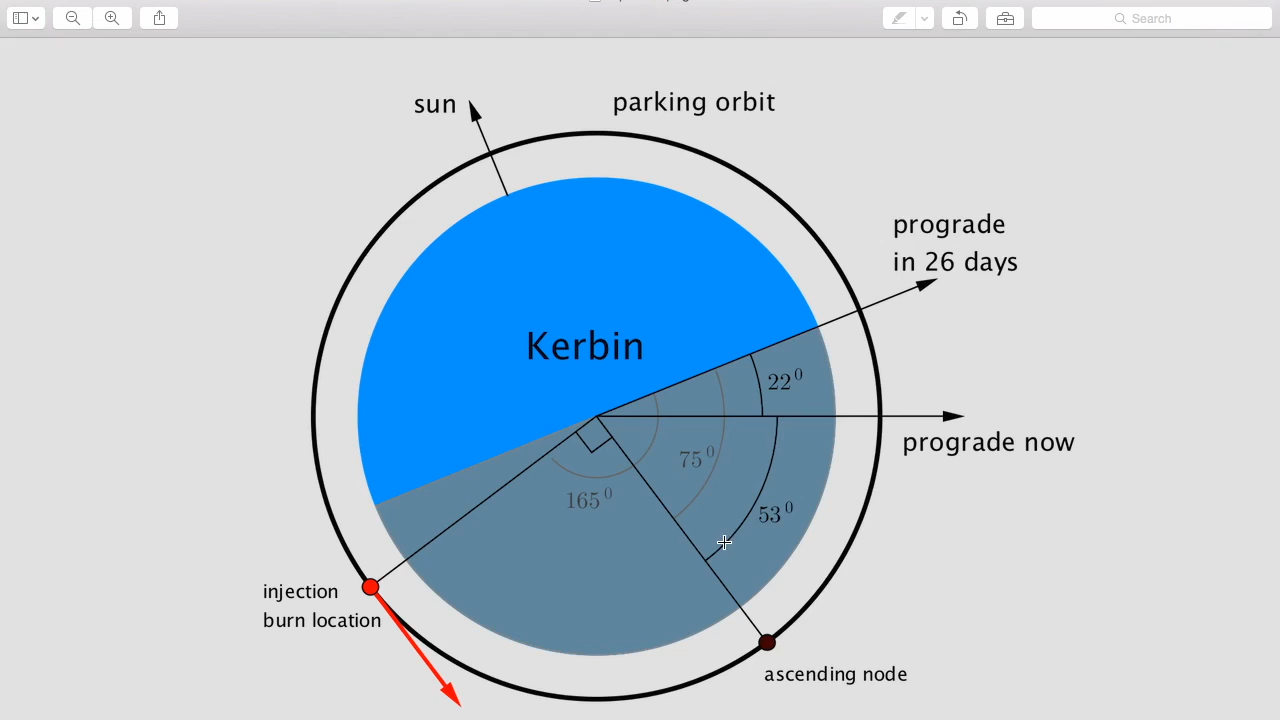 Search
sun
parking orbit
prograde
in 26 days
Kerbin
22⁰
prograde now
75⁰
165⁰
53⁰
injection
burn location
ascending node